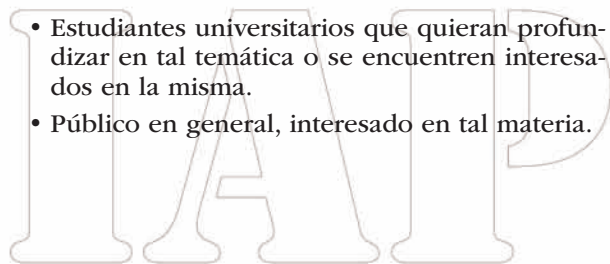 • Estudiantes universitarios que quieran profun-
dizar en tal temática o se encuentren interesa-
dos en la misma.
• Público en general, interesado en tal materia.
IAP